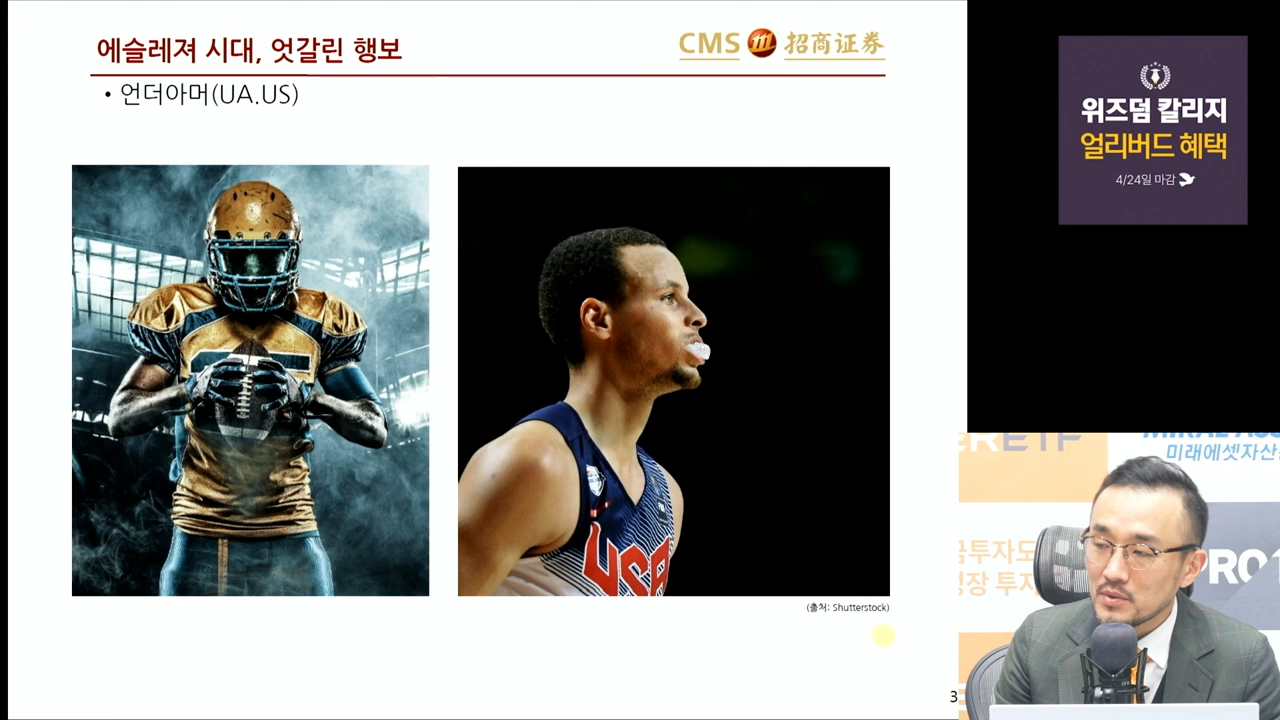 에슬레져 시대, 엇갈린 행보
CMS 招商证券
• 언더아머(UA.US)
USA
(출처: Shutterstock)
3
위즈덤 칼리지
얼리버드 혜택
4/24일 마감
미래에셋자산